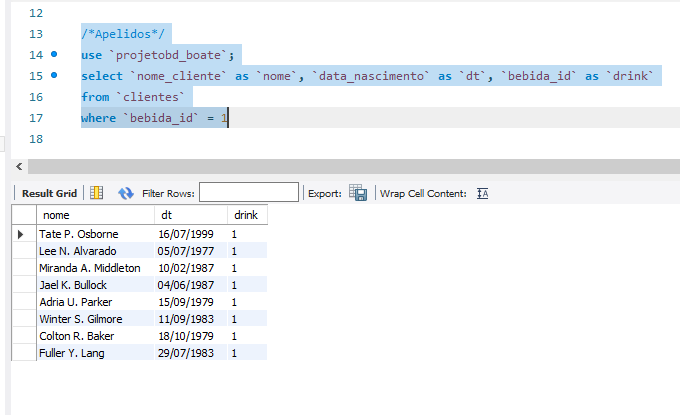 12
13 /*Apelidos*/
14 use `projetobd_boate`;
15 select `nome_cliente` as `nome`, `data_nascimento` as `dt`, `bebida_id` as `drink`
16 from `clientes`
17 where `bebida_id` = 1
18
Result Grid Filter Rows: Export: Wrap Cell Content: IA
nome dt drink
Tate P. Osborne 16/07/1999 1
Lee N. Alvarado 05/07/1977 1
Miranda A. Middleton 10/02/1987 1
Jael K. Bullock 04/06/1987 1
Adria U. Parker 15/09/1979 1
Winter S. Gilmore 11/09/1983 1
Colton R. Baker 18/10/1979 1
Fuller Y. Lang 29/07/1983 1